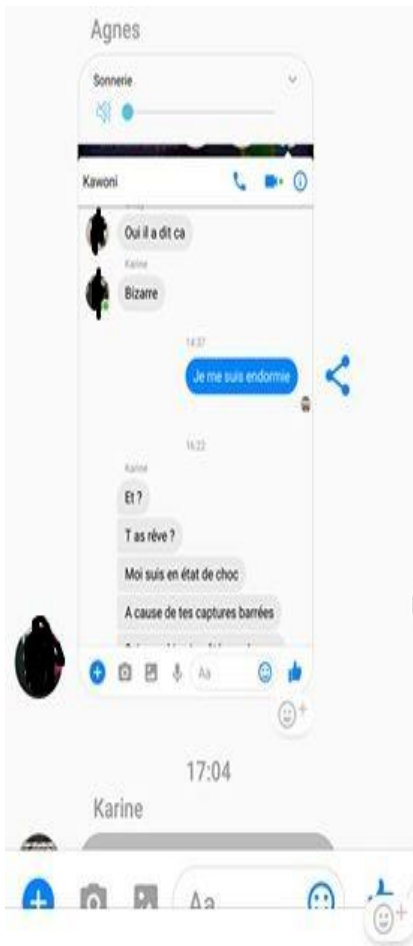 Agnes
Sonnerie
Kawoni
Oui il a dit ca
Karine
Bizarre
14:37
Je me suis endormie
16:22
Karine
Et ?
T as rêve ?
Moi suis en état de choc
A cause de tes captures barrées
Aa
17:04
Karine
Aa